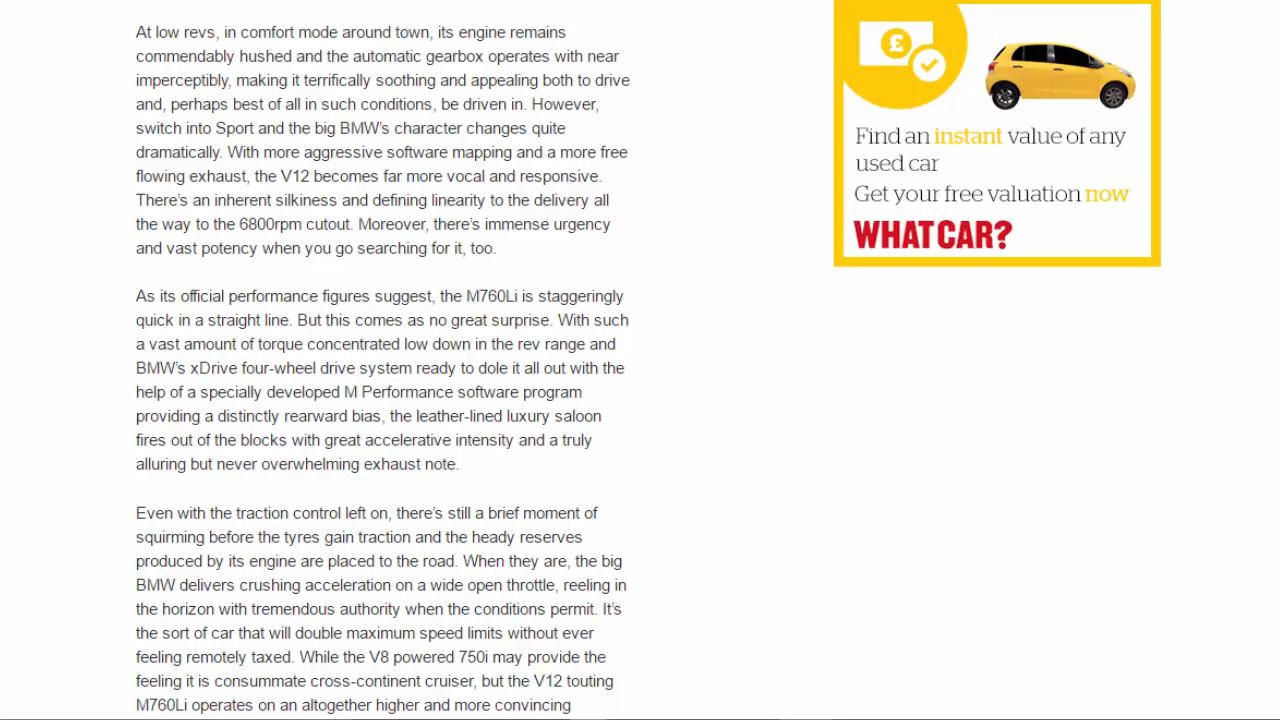 At low revs, in comfort mode around town, its engine remains
commendably hushed and the automatic gearbox operates with near
imperceptibly, making it terrifically soothing and appealing both to drive
and, perhaps best of all in such conditions, be driven in. However,
switch into Sport and the big BMW's character changes quite
dramatically. With more aggressive software mapping and a more free
flowing exhaust, the V12 becomes far more vocal and responsive.
There's an inherent silkiness and defining linearity to the delivery all
the way to the 6800rpm cutout. Moreover, there's immense urgency
and vast potency when you go searching for it, too.
As its official performance figures suggest, the M760Li is staggeringly
quick in a straight line. But this comes as no great surprise. With such
a vast amount of torque concentrated low down in the rev range and
BMW's xDrive four-wheel drive system ready to dole it all out with the
help of a specially developed M Performance software program
providing a distinctly rearward bias, the leather-lined luxury saloon
fires out of the blocks with great accelerative intensity and a truly
alluring but never overwhelming exhaust note.
Even with the traction control left on, there's still a brief moment of
squirming before the tyres gain traction and the heady reserves
produced by its engine are placed to the road. When they are, the big
BMW delivers crushing acceleration on a wide open throttle, reeling in
the horizon with tremendous authority when the conditions permit. It's
the sort of car that will double maximum speed limits without ever
feeling remotely taxed. While the V8 powered 750i may provide the
feeling it is consummate cross-continent cruiser, but the V12 touting
M760Li operates on an altogether higher and more convincing
£
Find an instant value of any
used car
Get your free valuation now
WHAT CAR?